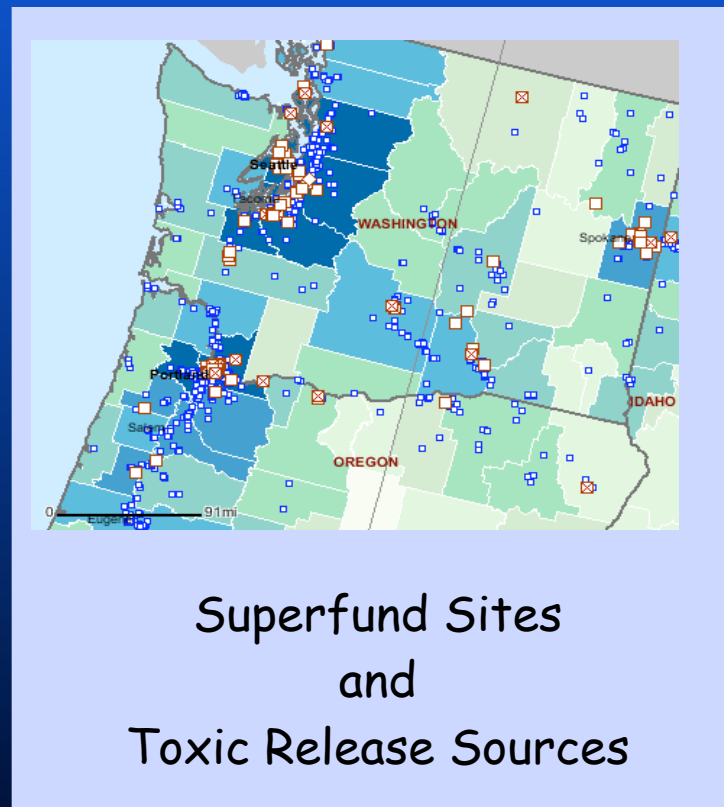 Seattle
Tacoma
WASHINGTON
Spokane
Portland
IDAHO
Salem
OREGON
0 91mi
Eugene
Superfund Sites
and
Toxic Release Sources